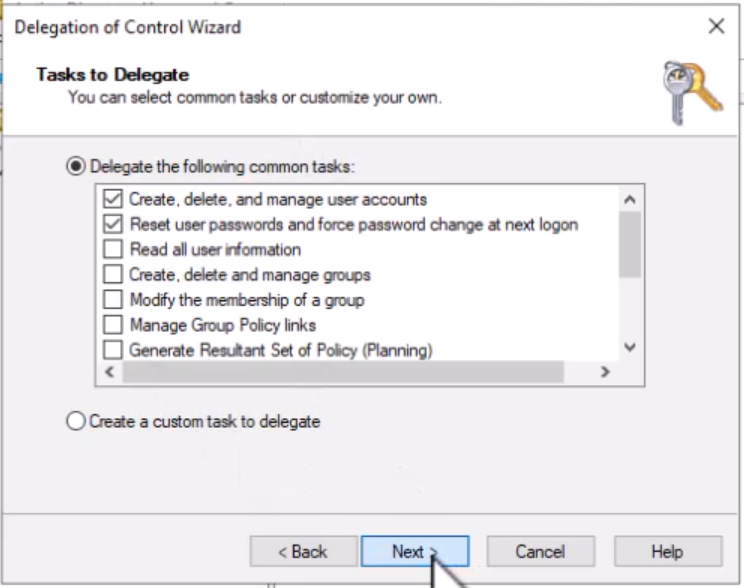 Delegation of Control Wizard
Tasks to Delegate
You can select common tasks or customize your own.
Delegate the following common tasks:
Create, delete, and manage user accounts
Reset user passwords and force password change at next logon
Read all user information
Create, delete and manage groups
Modify the membership of a group
Manage Group Policy links
Generate Resultant Set of Policy (Planning)
Create a custom task to delegate
< Back Next > Cancel Help